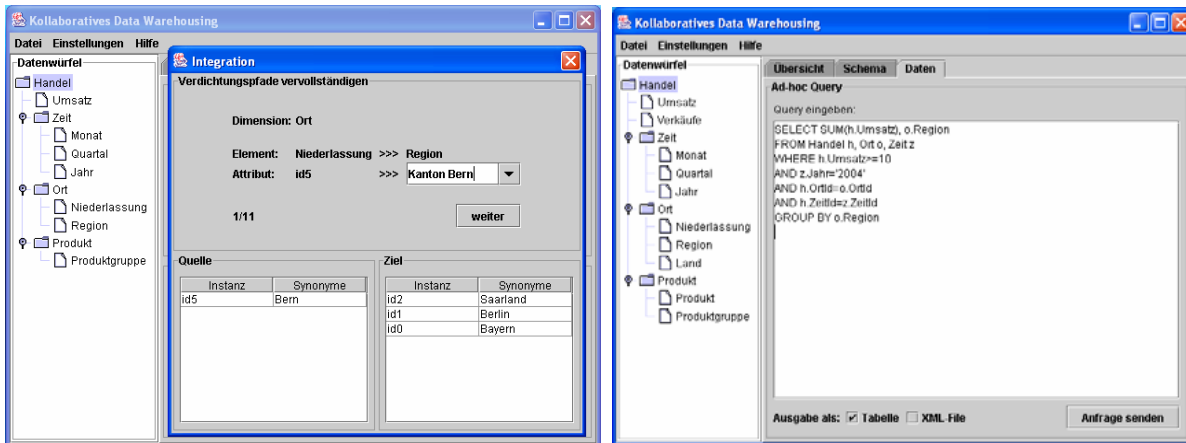 Kollaboratives Data Warehousing
Datei Einstellungen Hilfe
Datenwürfel
Handel
Umsatz
Zeit
Monat
Quartal
Jahr
Ort
Niederlassung
Region
Produkt
Produktgruppe
Integration
Verdichtungspfade vervollständigen
Dimension: Ort
Element: Niederlassung >>> Region
Attribut: id5 >>> Kanton Bern
1/11 weiter
Quelle
Instanz Synonyme
id5 Bern
Ziel
Instanz Synonyme
id2 Saarland
id1 Berlin
id0 Bayern
Kollaboratives Data Warehousing
Datei Einstellungen Hilfe
Datenwürfel
Handel
Umsatz
Verkäufe
Zeit
Monat
Quartal
Jahr
Ort
Niederlassung
Region
Land
Produkt
Produkt
Produktgruppe
Übersicht Schema Daten
Ad-hoc Query
Query eingeben:
SELECT SUM(h.Umsatz), o.Region
FROM Handel h, Ort o, Zeit z
WHERE h.Umsatz>=10
AND z.Jahr='2004'
AND h.OrtId=o.OrtId
AND h.ZeitId=z.ZeitId
GROUP BY o.Region
Ausgabe als: Tabelle XML-File Anfrage senden